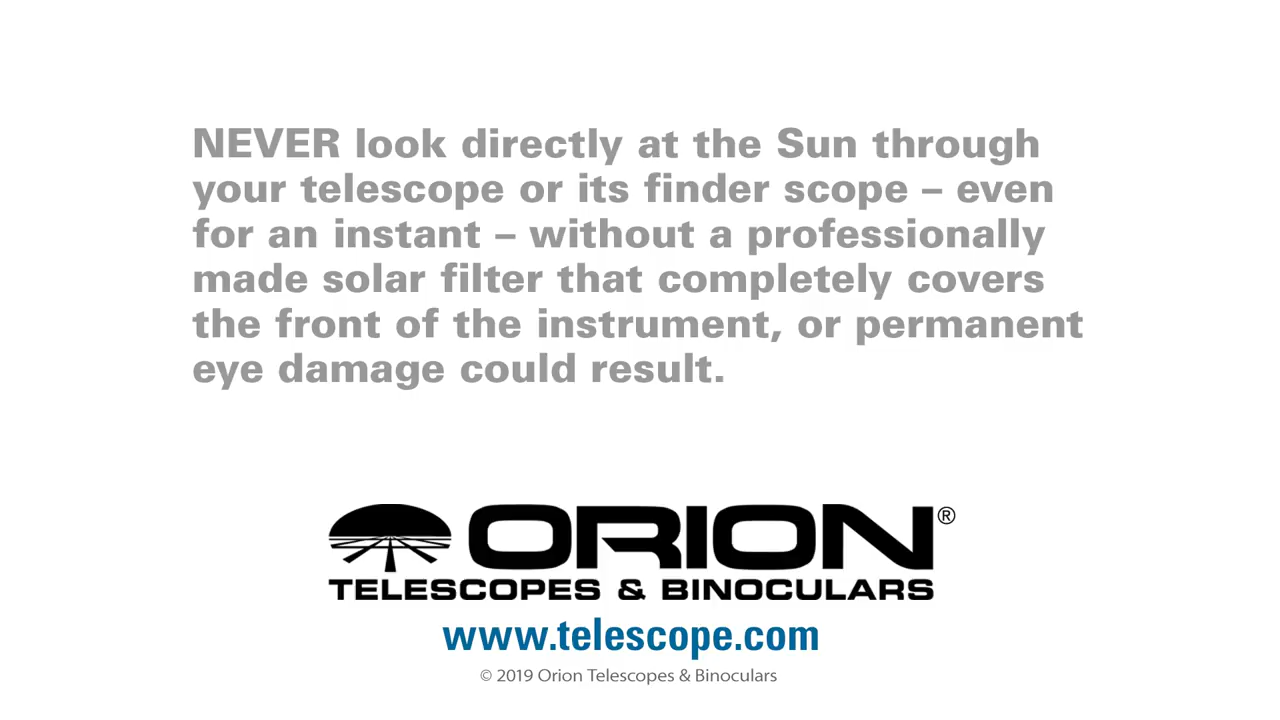 NEVER look directly at the Sun through
your telescope or its finder scope – even
for an instant – without a professionally
made solar filter that completely covers
the front of the instrument, or permanent
eye damage could result.
ORION®
TELESCOPES & BINOCULARS
www.telescope.com
© 2019 Orion Telescopes & Binoculars